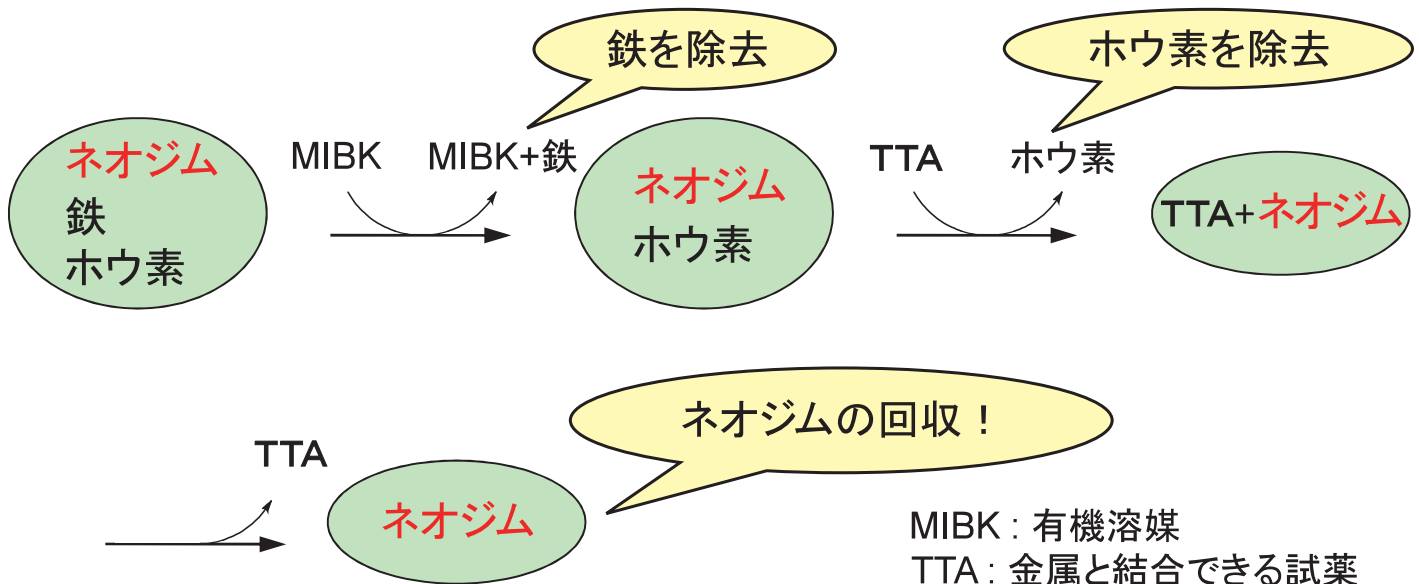 鉄を除去
ホウ素を除去
ネオジム
鉄
ホウ素
MIBK
MIBK+鉄
ネオジム
ホウ素
TTA
ホウ素
TTA+ネオジム
TTA
ネオジム
ネオジムの回収！
MIBK : 有機溶媒
TTA : 金属と結合できる試薬